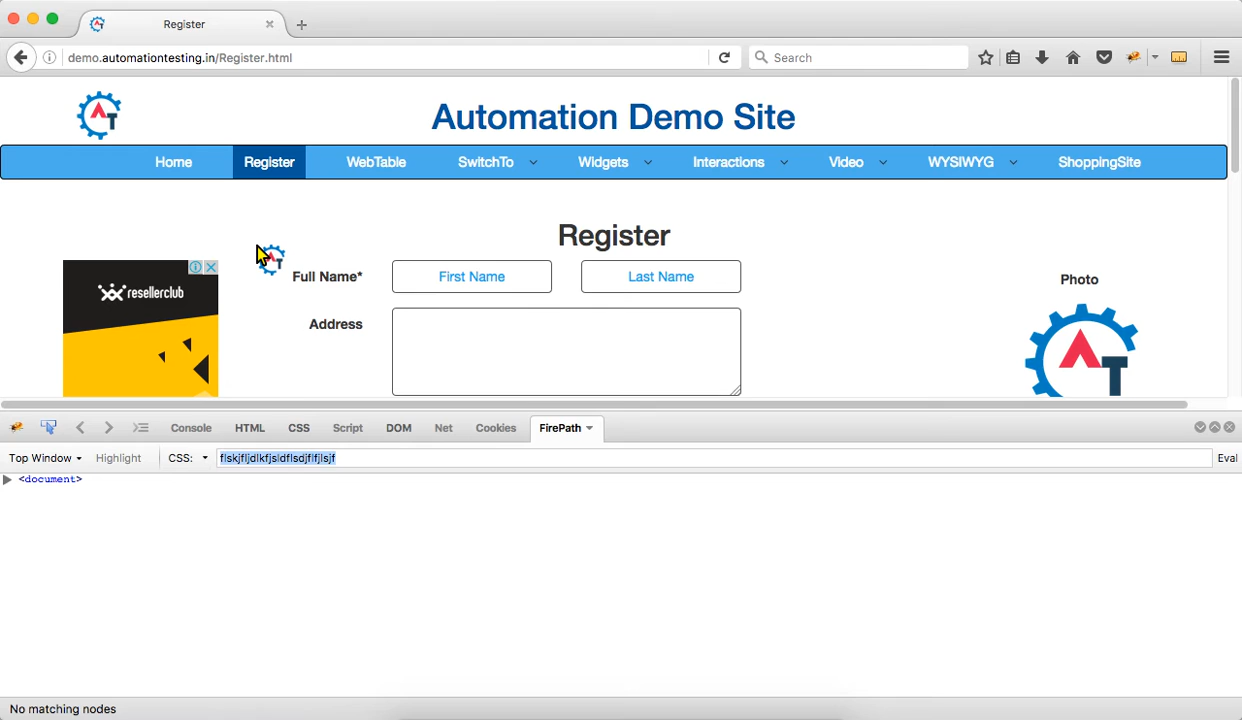 Register
demo.automationtesting.in/Register.html
Search
Automation Demo Site
Home Register WebTable SwitchTo Widgets Interactions Video WYSIWYG ShoppingSite
Register
resellerclub
Full Name*
First Name
Last Name
Photo
Address
Console HTML CSS Script DOM Net Cookies FirePath
Top Window Highlight CSS: Eval
<document>
No matching nodes